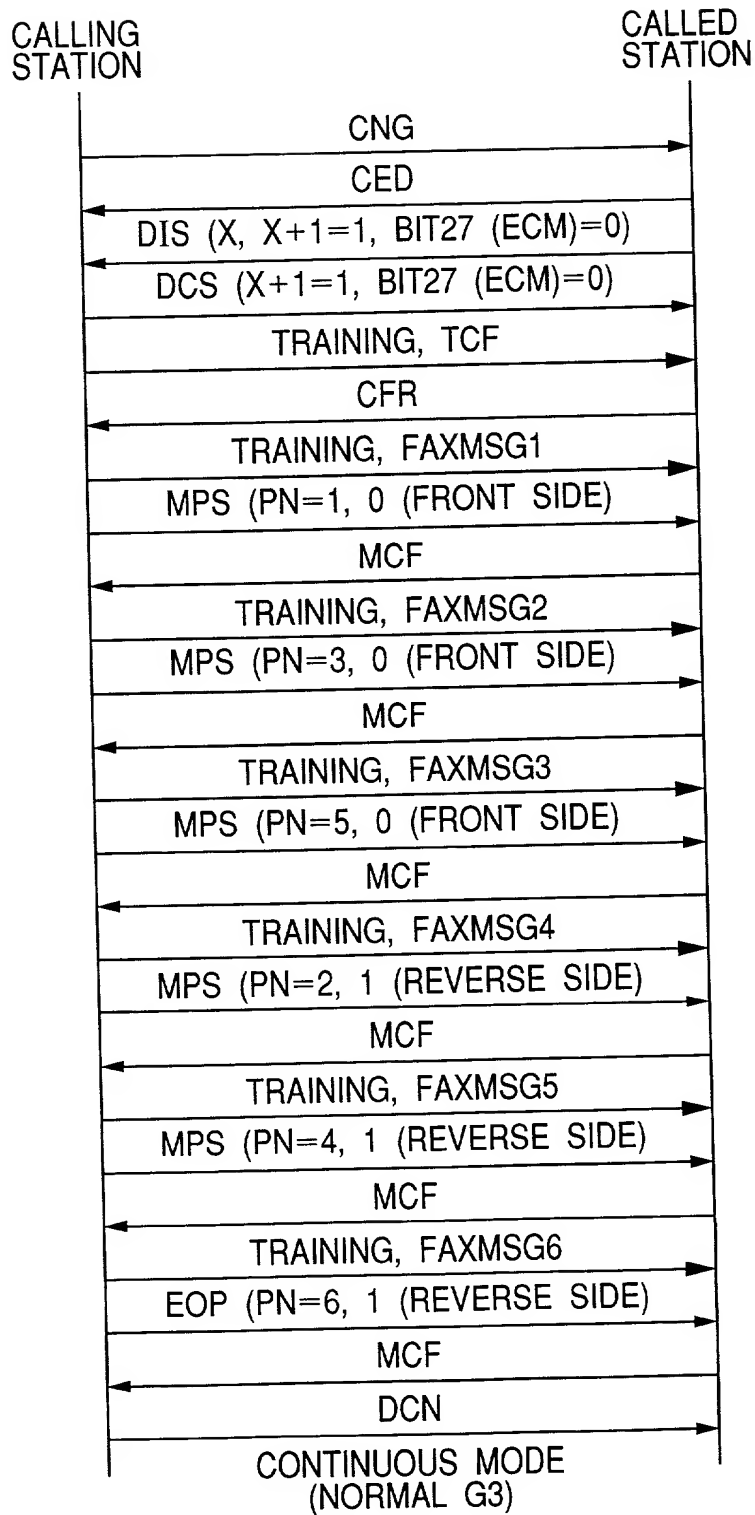 CALLING
STATION
CALLED
STATION
CNG
CED
DIS (X, X+1=1, BIT27 (ECM)=0)
DCS (X+1=1, BIT27 (ECM)=0)
TRAINING, TCF
CFR
TRAINING, FAXMSG1
MPS (PN=1, 0 (FRONT SIDE)
MCF
TRAINING, FAXMSG2
MPS (PN=3, 0 (FRONT SIDE)
MCF
TRAINING, FAXMSG3
MPS (PN=5, 0 (FRONT SIDE)
MCF
TRAINING, FAXMSG4
MPS (PN=2, 1 (REVERSE SIDE)
MCF
TRAINING, FAXMSG5
MPS (PN=4, 1 (REVERSE SIDE)
MCF
TRAINING, FAXMSG6
EOP (PN=6, 1 (REVERSE SIDE)
MCF
DCN
CONTINUOUS MODE
(NORMAL G3)